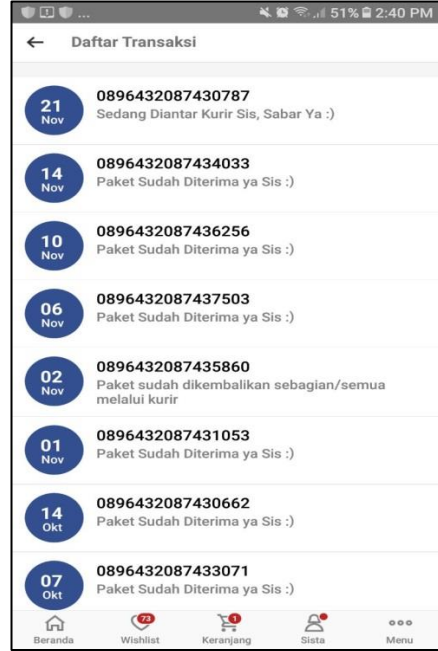 ... 51% 2:40 PM
Daftar Transaksi
21
Nov
0896432087430787
Sedang Diantar Kurir Sis, Sabar Ya :)
14
Nov
0896432087434033
Paket Sudah Diterima ya Sis :)
10
Nov
0896432087436256
Paket Sudah Diterima ya Sis :)
06
Nov
0896432087437503
Paket Sudah Diterima ya Sis :)
02
Nov
0896432087435860
Paket sudah dikembalikan sebagian/semua
melalui kurir
01
Nov
0896432087431053
Paket Sudah Diterima ya Sis :)
14
Okt
0896432087430662
Paket Sudah Diterima ya Sis :)
07
Okt
0896432087433071
Paket Sudah Diterima ya Sis :)
73 1
Beranda Wishlist Keranjang Sista Menu